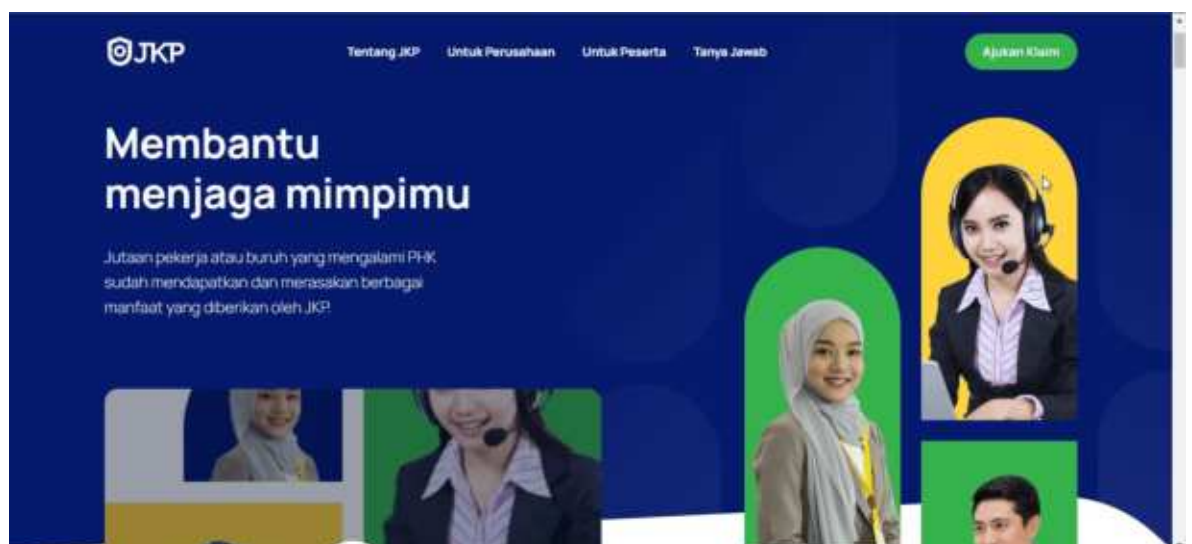 JKP
Tentang JKP Untuk Perusahaan Untuk Peserta Tanya Jawab
Ajukan Klaim
Membantu
menjaga mimpimu
Jutaan pekerja atau buruh yang mengalami PHK
sudah mendapatkan dan merasakan berbagai
manfaat yang diberikan oleh JKP.